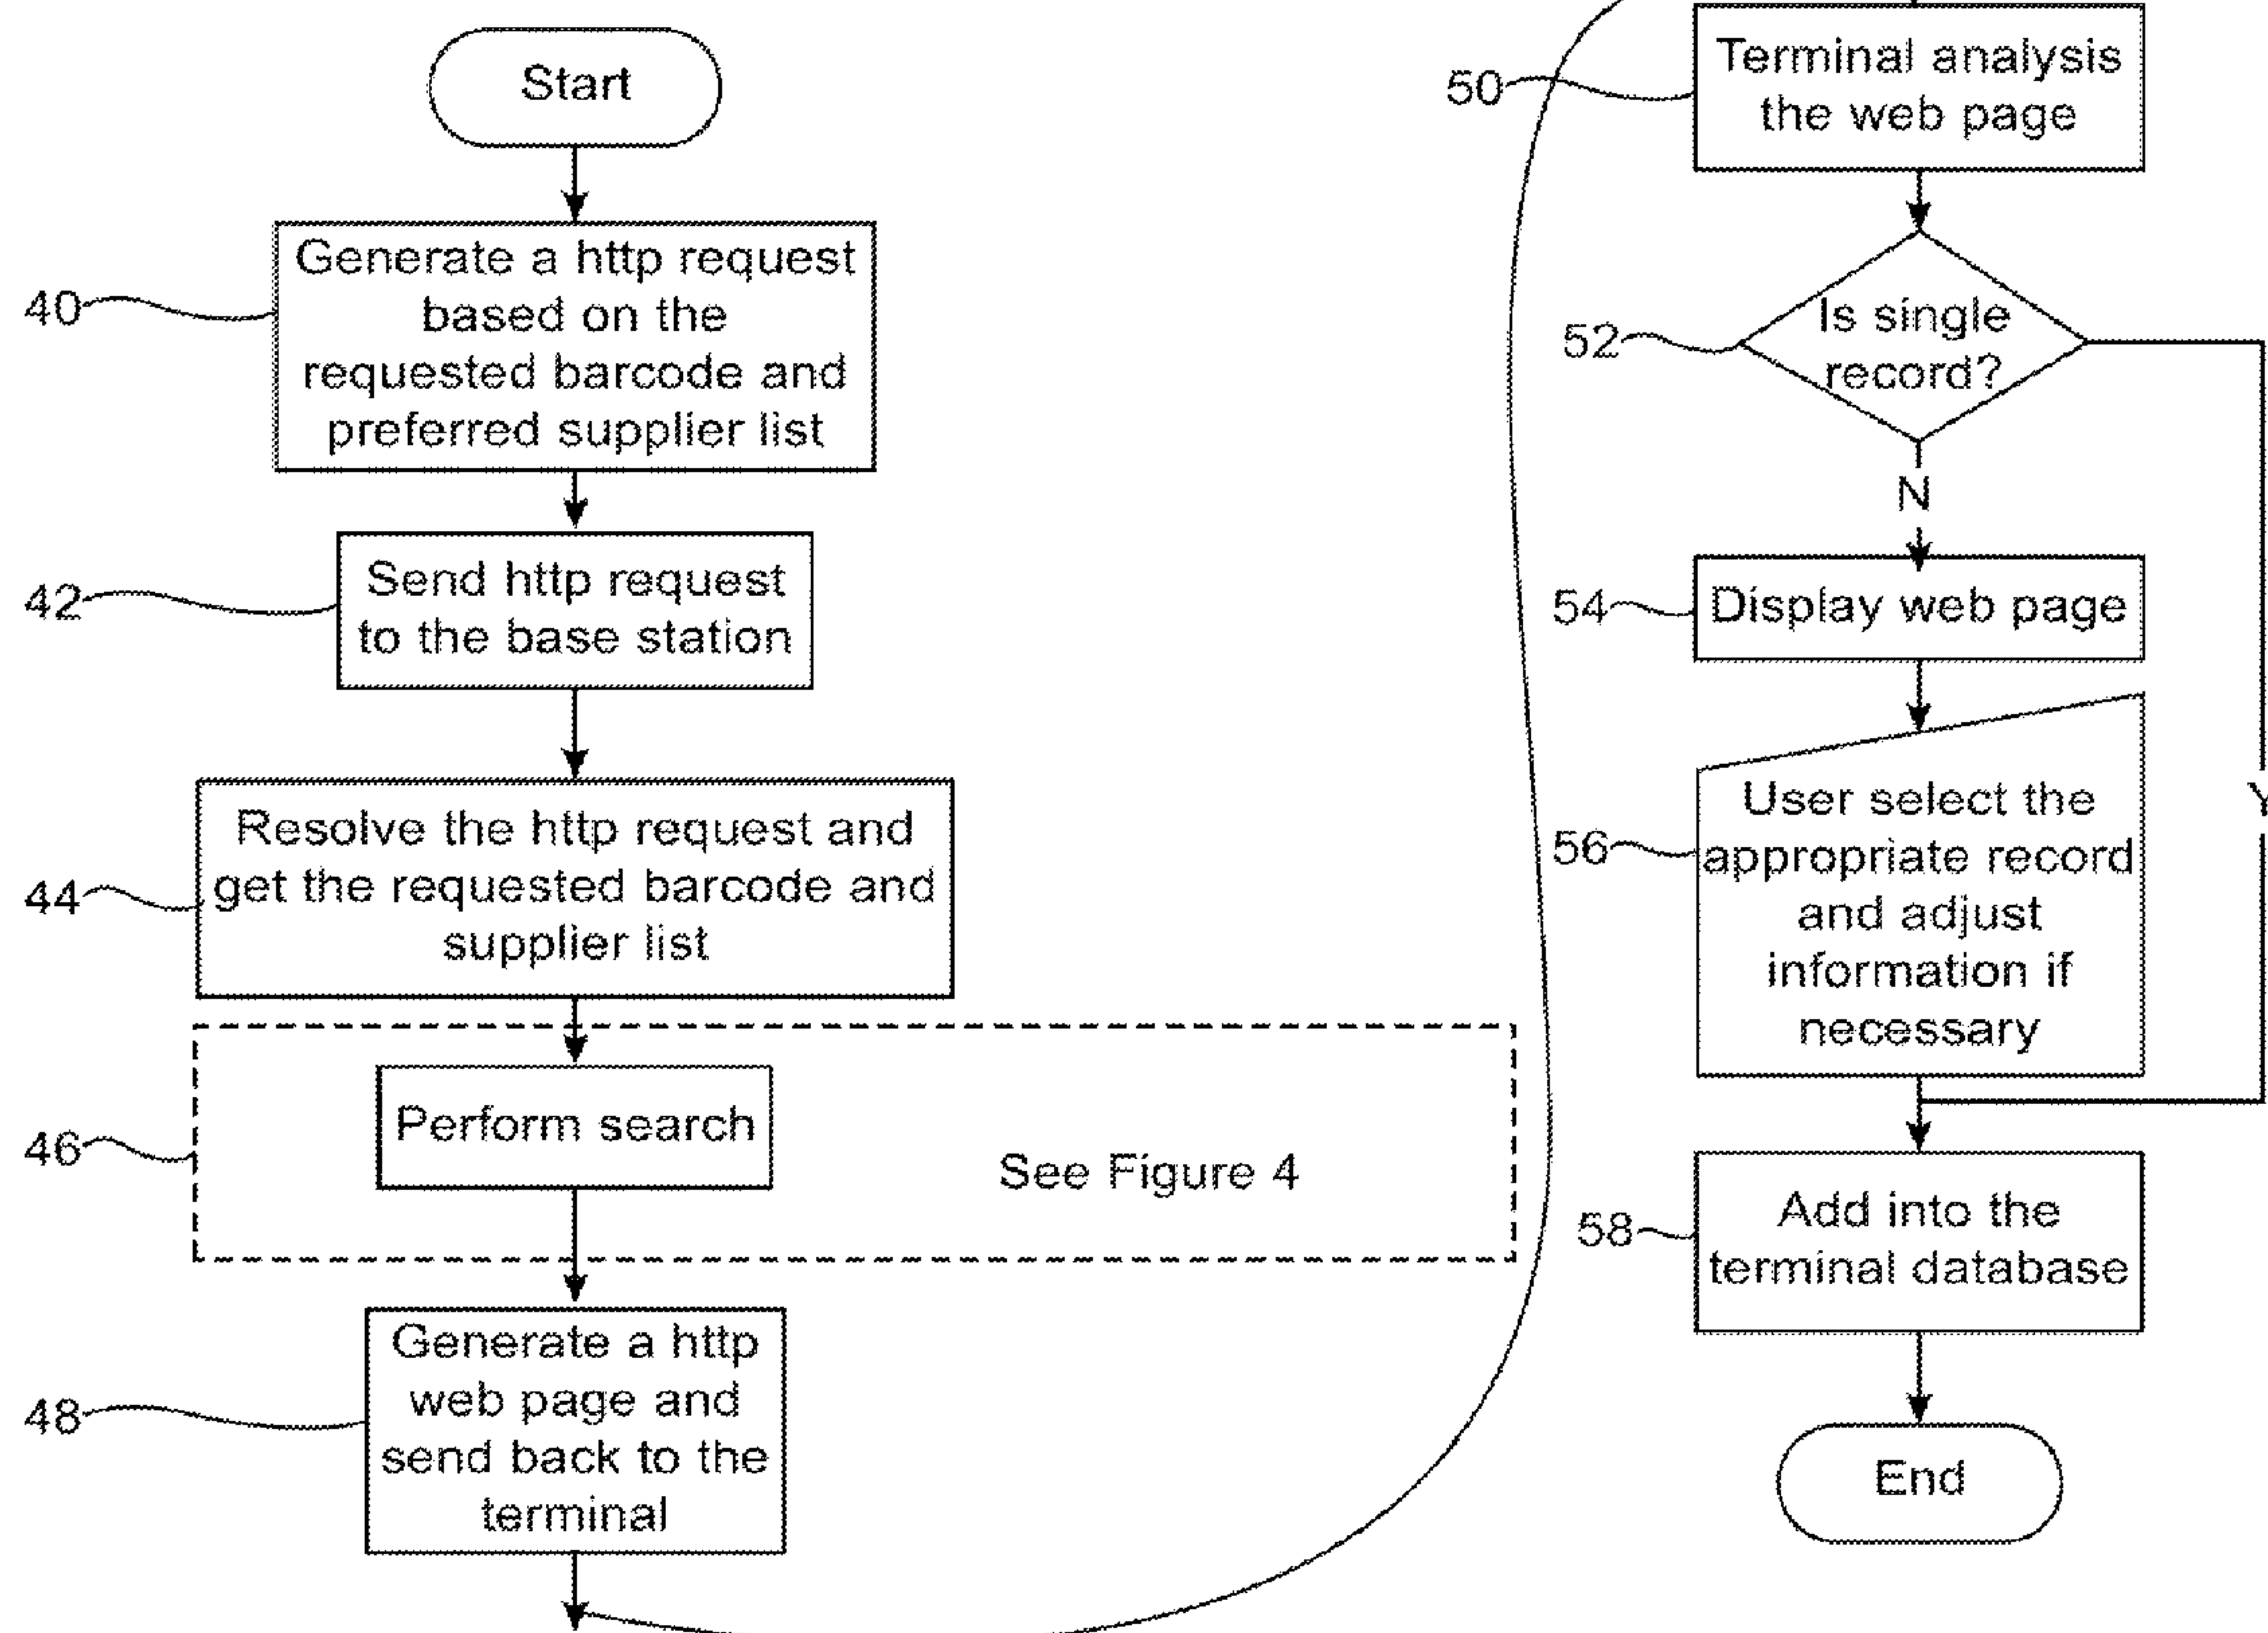 Start
40
Generate a http request
based on the
requested barcode and
preferred supplier list
42
Send http request
to the base station
44
Resolve the http request and
get the requested barcode and
supplier list
46
Perform search
See Figure 4
48
Generate a http
web page and
send back to the
terminal
50
Terminal analysis
the web page
52
Is single
record?
N
54
Display web page
Y
56
User select the
appropriate record
and adjust
information if
necessary
58
Add into the
terminal database
End